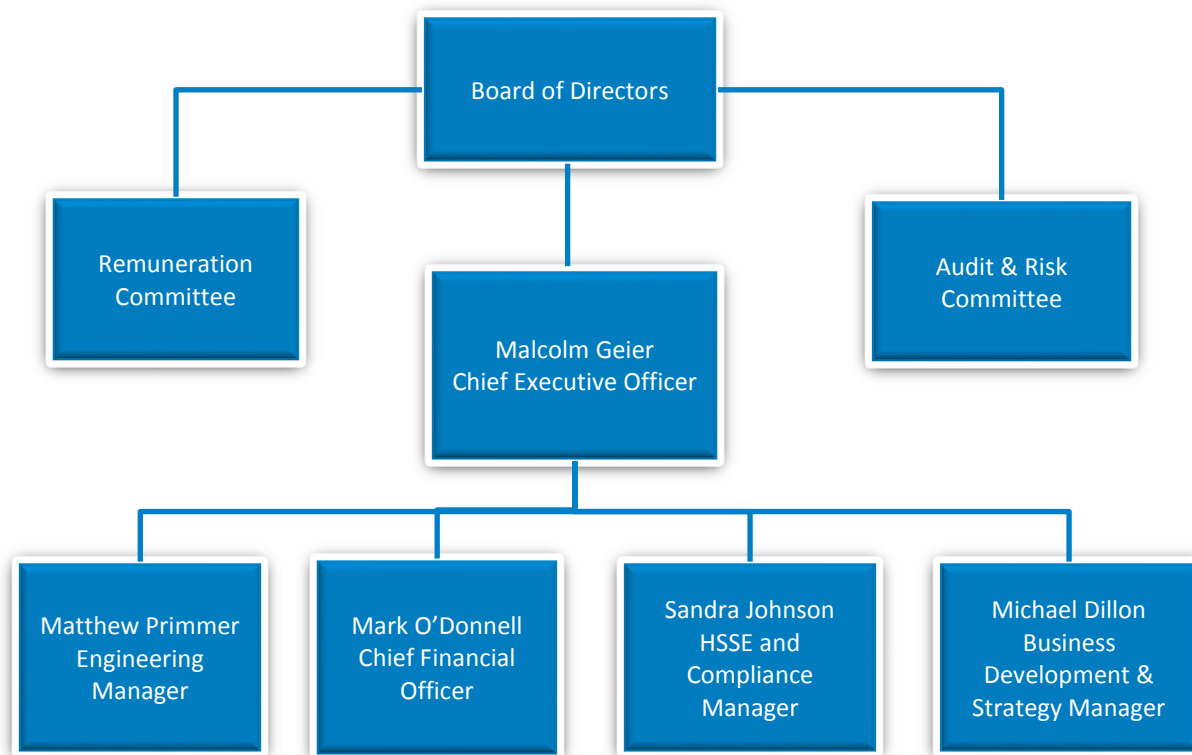 Board of Directors
Remuneration
Committee
Audit & Risk
Committee
Malcolm Geier
Chief Executive Officer
Matthew Primmer
Engineering
Manager
Mark O’Donnell
Chief Financial
Officer
Sandra Johnson
HSSE and
Compliance
Manager
Michael Dillon
Business
Development &
Strategy Manager